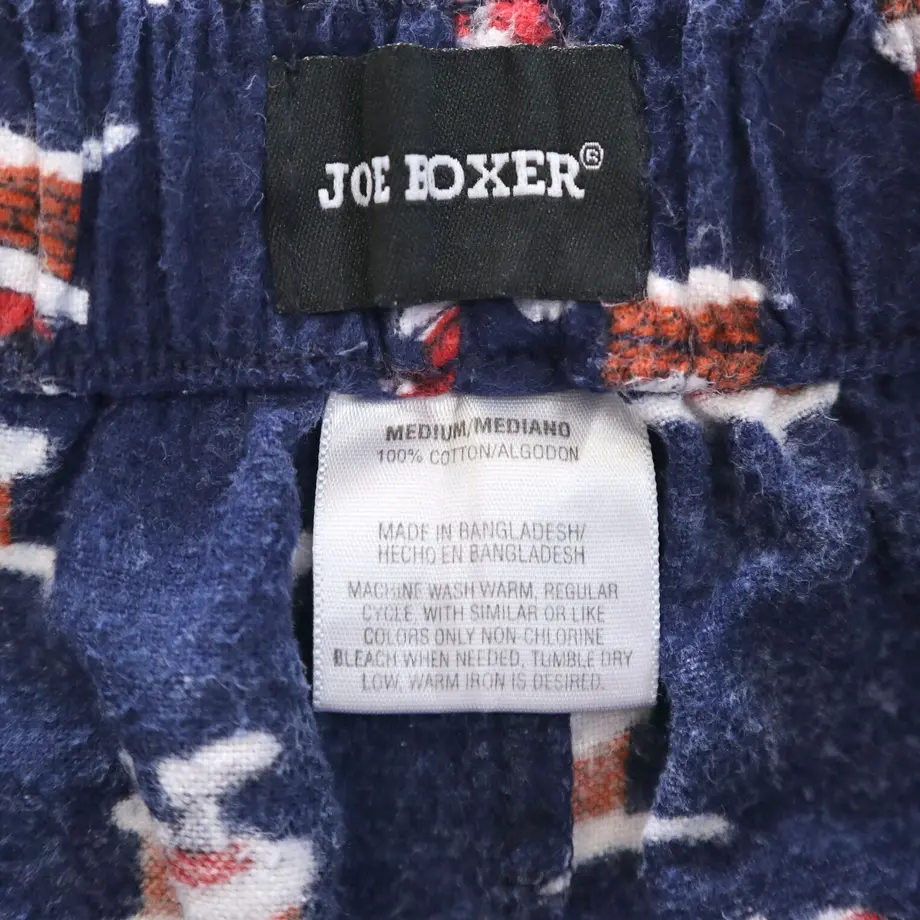 JOE BOXER®
MEDIUM/MEDIANO
100% COTTON/ALGODON
MADE IN BANGLADESH/
HECHO EN BANGLADESH
MACHINE WASH WARM, REGULAR
CYCLE, WITH SIMILAR OR LIKE
COLORS ONLY NON-CHLORINE
BLEACH WHEN NEEDED, TUMBLE DRY
LOW, WARM IRON IS DESIRED.